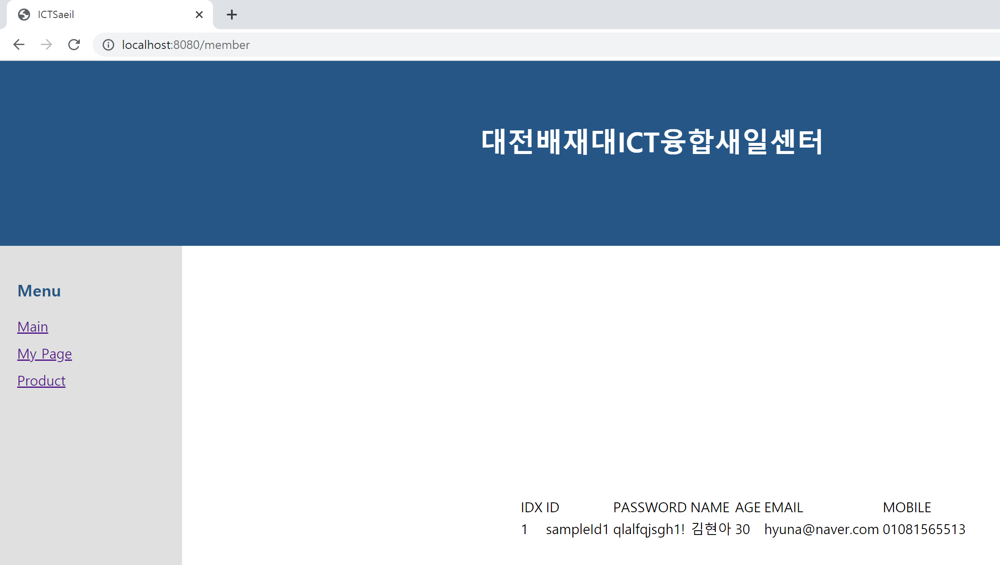 ICTSaeil
localhost:8080/member
대전배재대ICT융합새일센터
Menu
Main
My Page
Product
IDX ID PASSWORD NAME AGE EMAIL MOBILE
1 sampleId1 qlalfqjsgh1! 김현아 30 hyuna@naver.com 01081565513